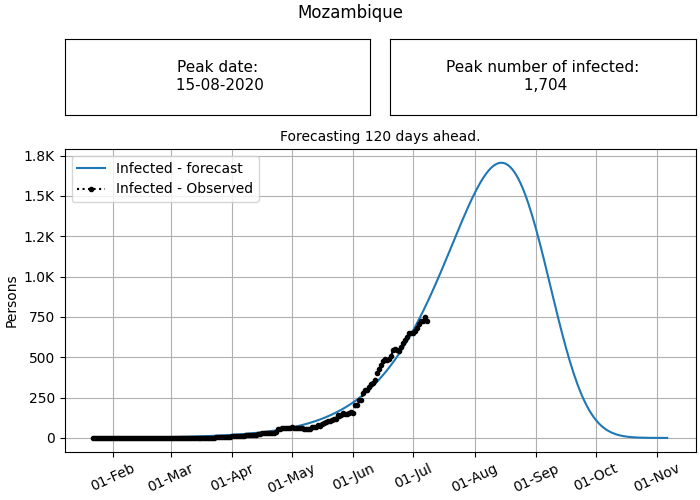 Mozambique
Peak date:
15-08-2020
Peak number of infected:
1,704
Forecasting 120 days ahead.
Infected - forecast
Infected - Observed
Persons
1.8K
1.5K
1.2K
1.0K
750
500
250
0
01-Feb
01-Mar
01-Apr
01-May
01-Jun
01-Jul
01-Aug
01-Sep
01-Oct
01-Nov